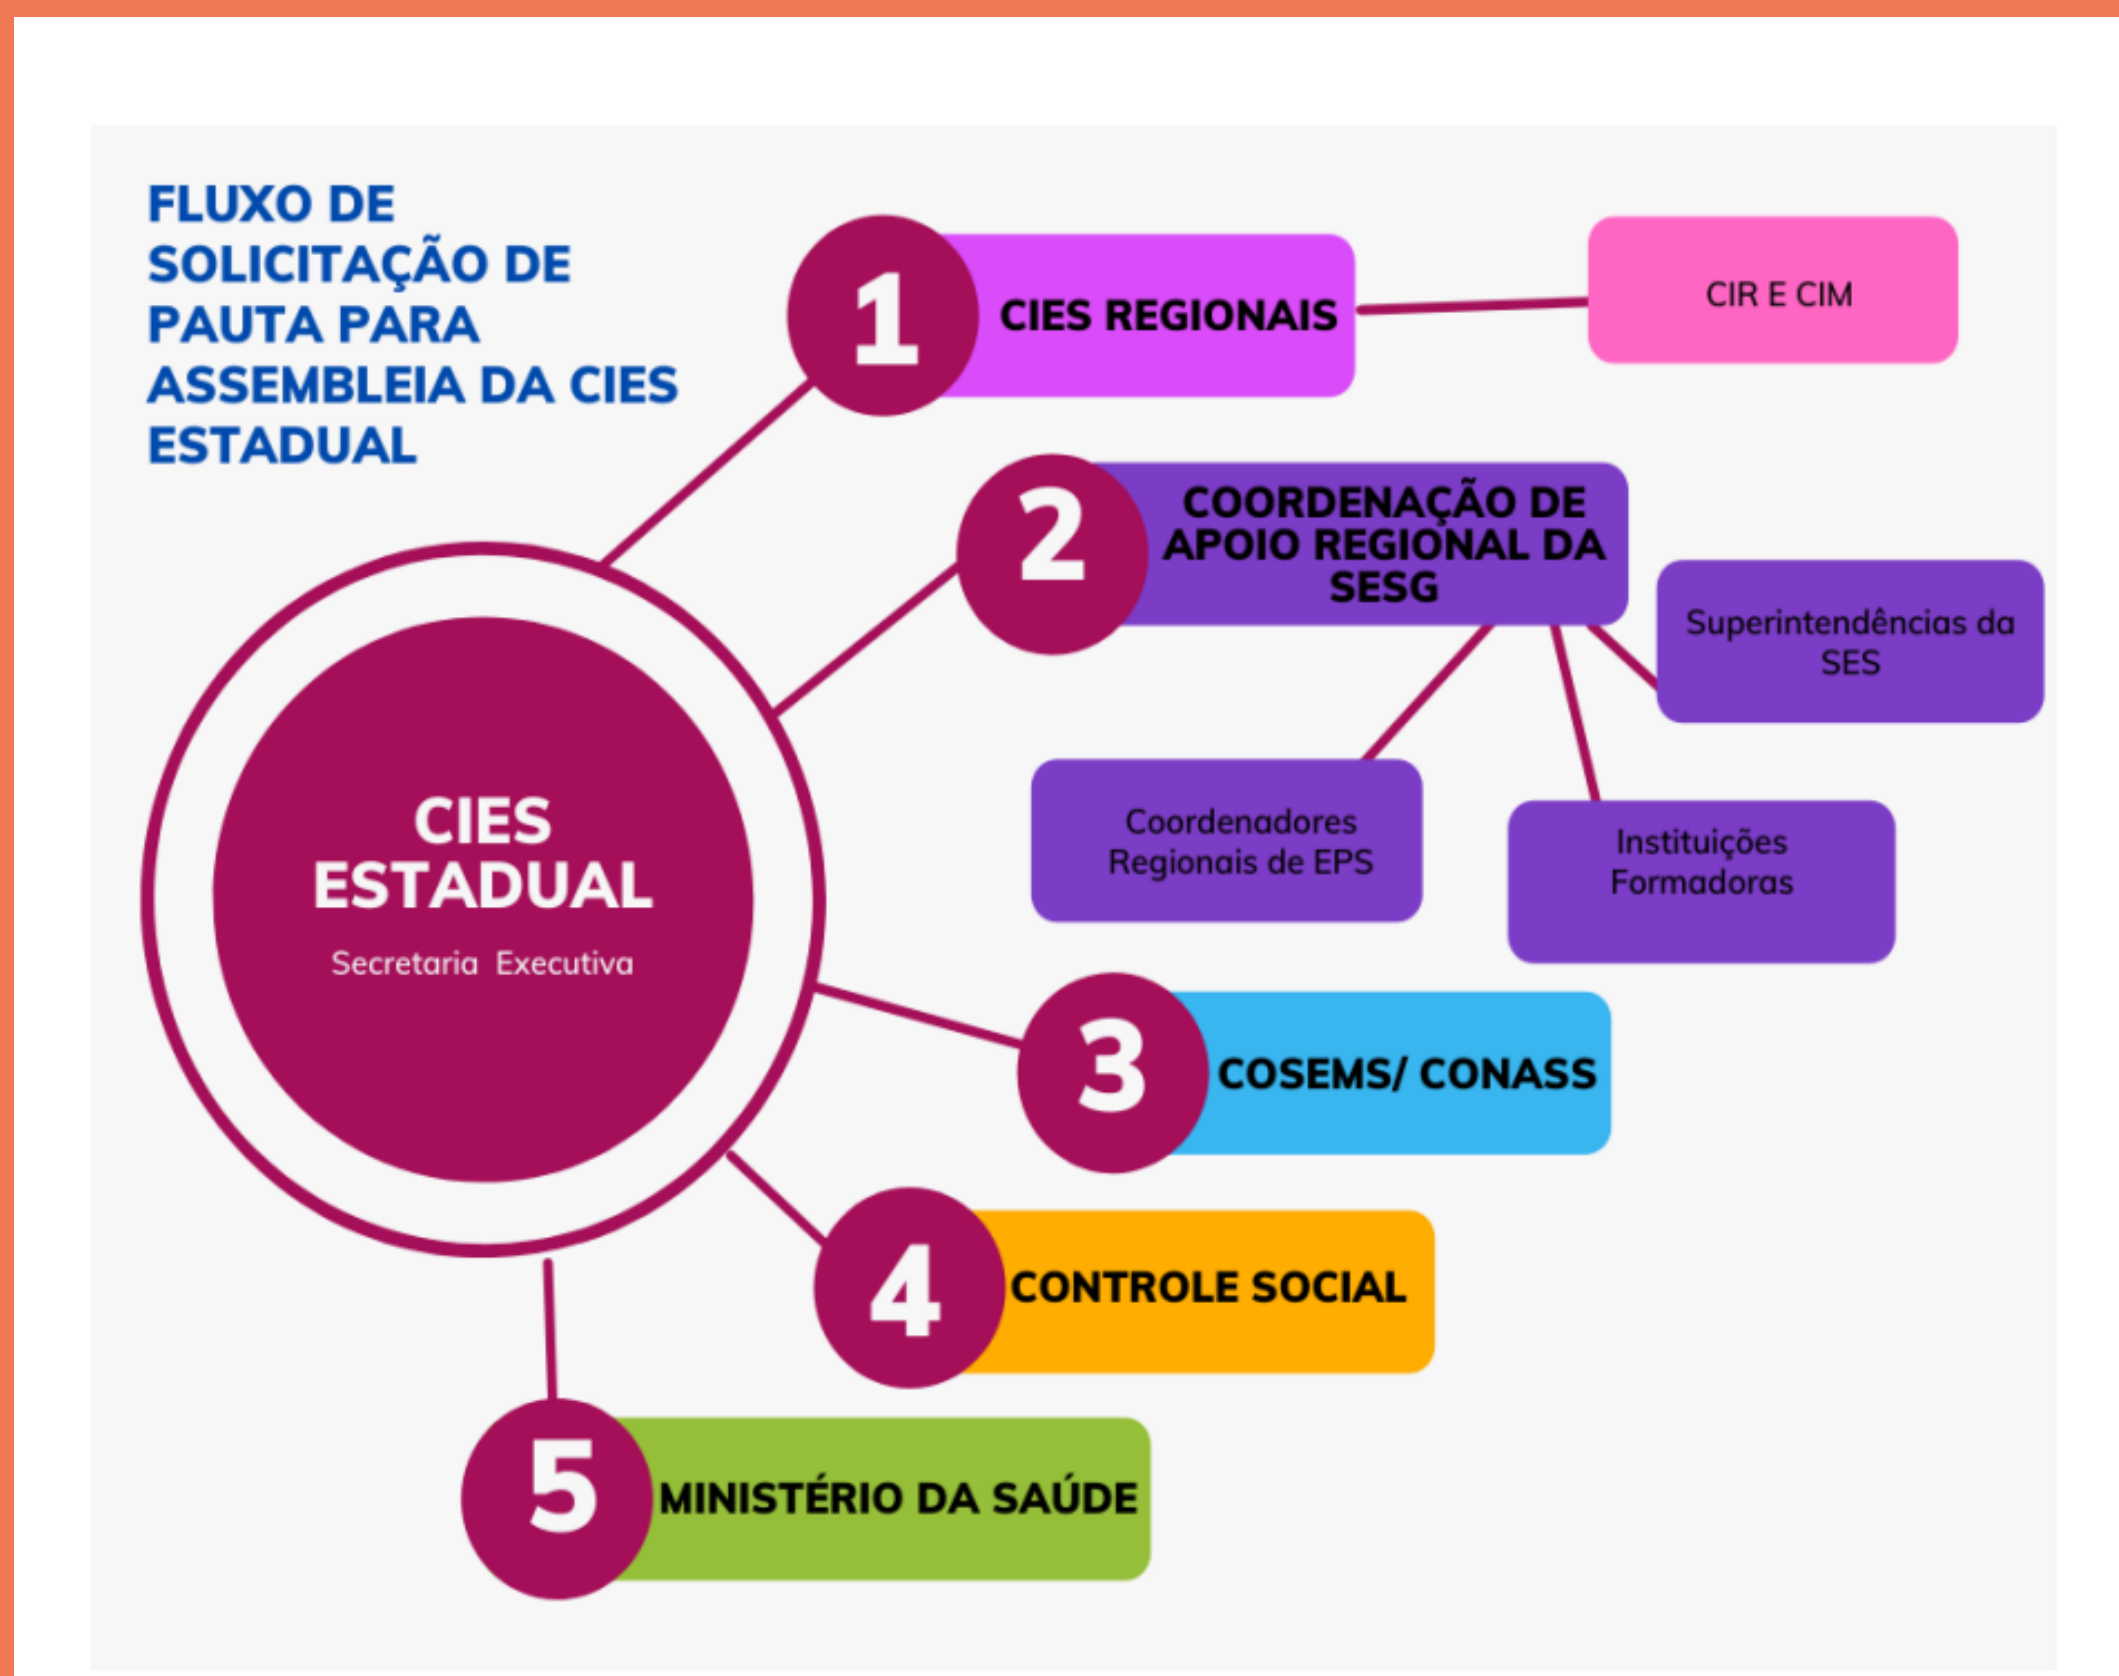 FLUXO DE
SOLICITAÇÃO DE
PAUTA PARA
ASSEMBLEIA DA CIES
ESTADUAL
1
CIES REGIONAIS
CIR E CIM
2
COORDENAÇÃO DE
APOIO REGIONAL DA
SESG
Superintendências da
SES
Coordenadores
Regionais de EPS
Instituições
Formadoras
CIES
ESTADUAL
Secretaria Executiva
3
COSEMS/ CONASS
4
CONTROLE SOCIAL
5
MINISTÉRIO DA SAÚDE